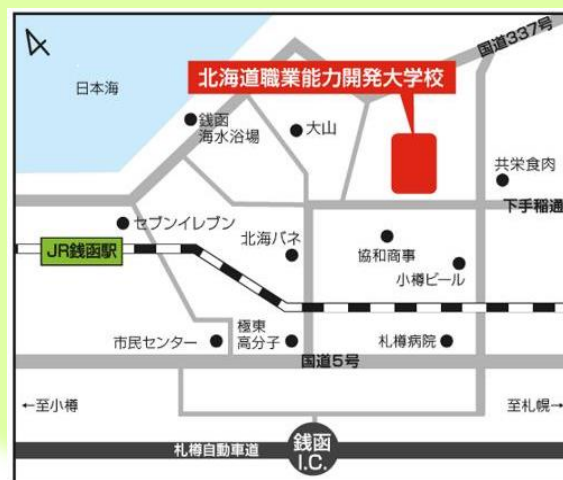 国道337号
北海道職業能力開発大学校
日本海
銭函
海水浴場
大山
共栄食肉
下手稲通
セブンイレブン
北海バネ
協和商事
小樽ビール
JR銭函駅
市民センター
極東
高分子
札樽病院
国道5号
←至小樽
至札幌→
札樽自動車道
銭函
I.C.